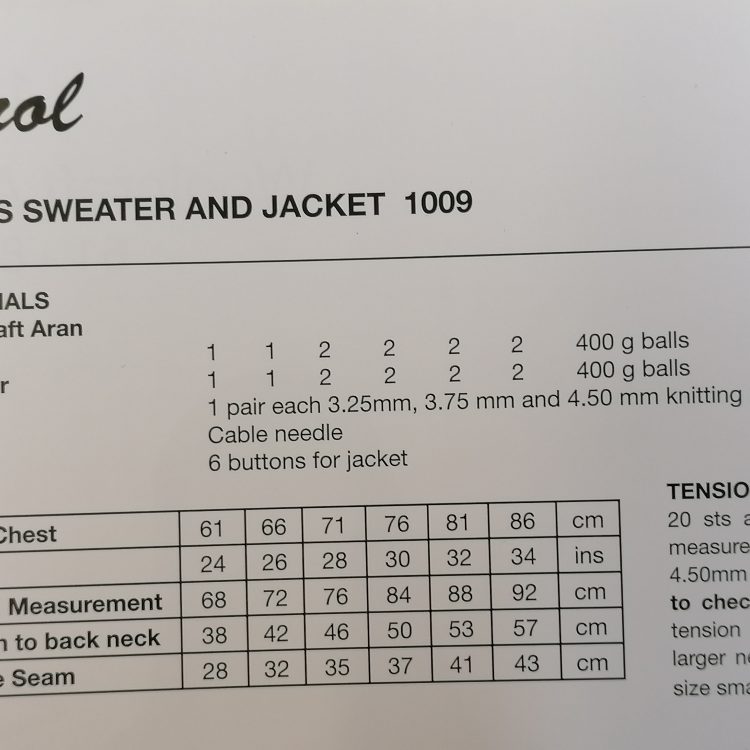 rol
S SWEATER AND JACKET 1009
IALS
aft Aran
1 1 2 2 2 2 400 g balls
r 1 1 2 2 2 2 400 g balls
1 pair each 3.25mm, 3.75 mm and 4.50 mm knitting
Cable needle
6 buttons for jacket
Chest 61 66 71 76 81 86 cm
24 26 28 30 32 34 ins
Measurement 68 72 76 84 88 92 cm
n to back neck 38 42 46 50 53 57 cm
e Seam 28 32 35 37 41 43 cm
TENSIO
20 sts a
measure
4.50mm
to chec
tension
larger ne
size sma